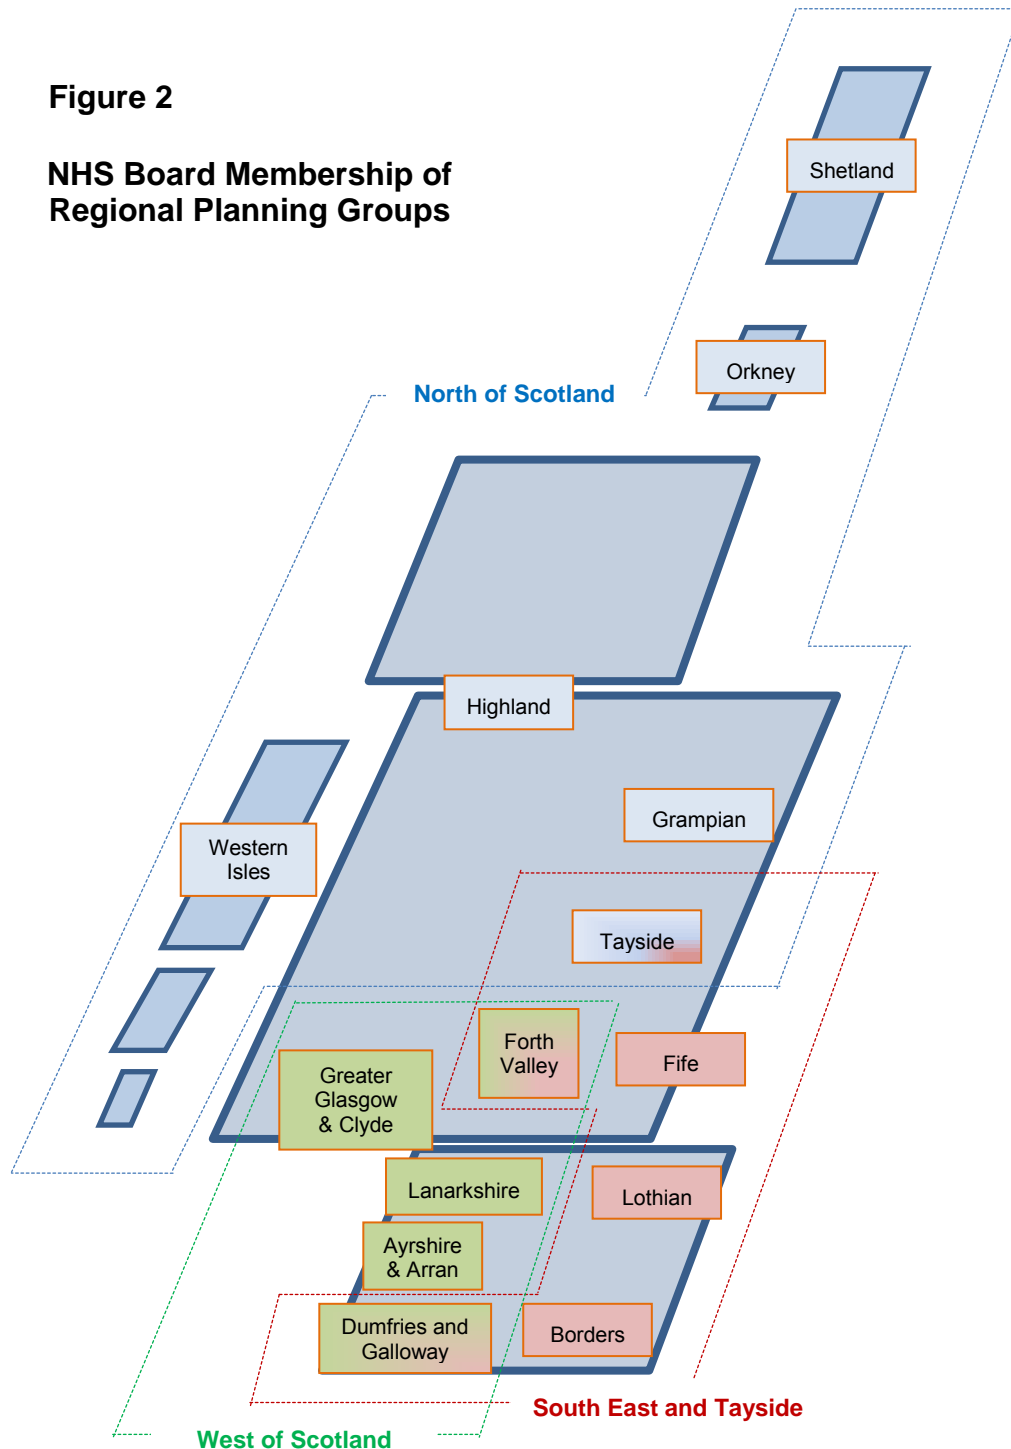 Figure 2
NHS Board Membership of
Regional Planning Groups
Shetland
Orkney
North of Scotland
Highland
Grampian
Western
Isles
Tayside
Forth
Valley
Fife
Greater
Glasgow
& Clyde
Lanarkshire
Lothian
Ayrshire
& Arran
Dumfries and
Galloway
Borders
South East and Tayside
West of Scotland